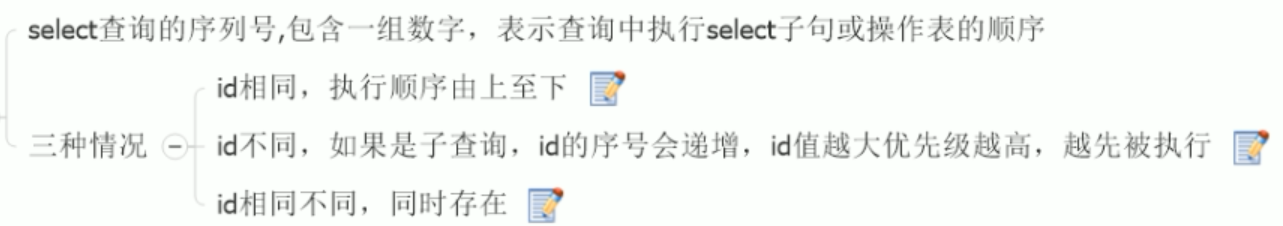 select查询的序列号,包含一组数字，表示查询中执行select子句或操作表的顺序
id相同，执行顺序由上至下
三种情况
id不同，如果是子查询，id的序号会递增，id值越大优先级越高，越先被执行
id相同不同，同时存在